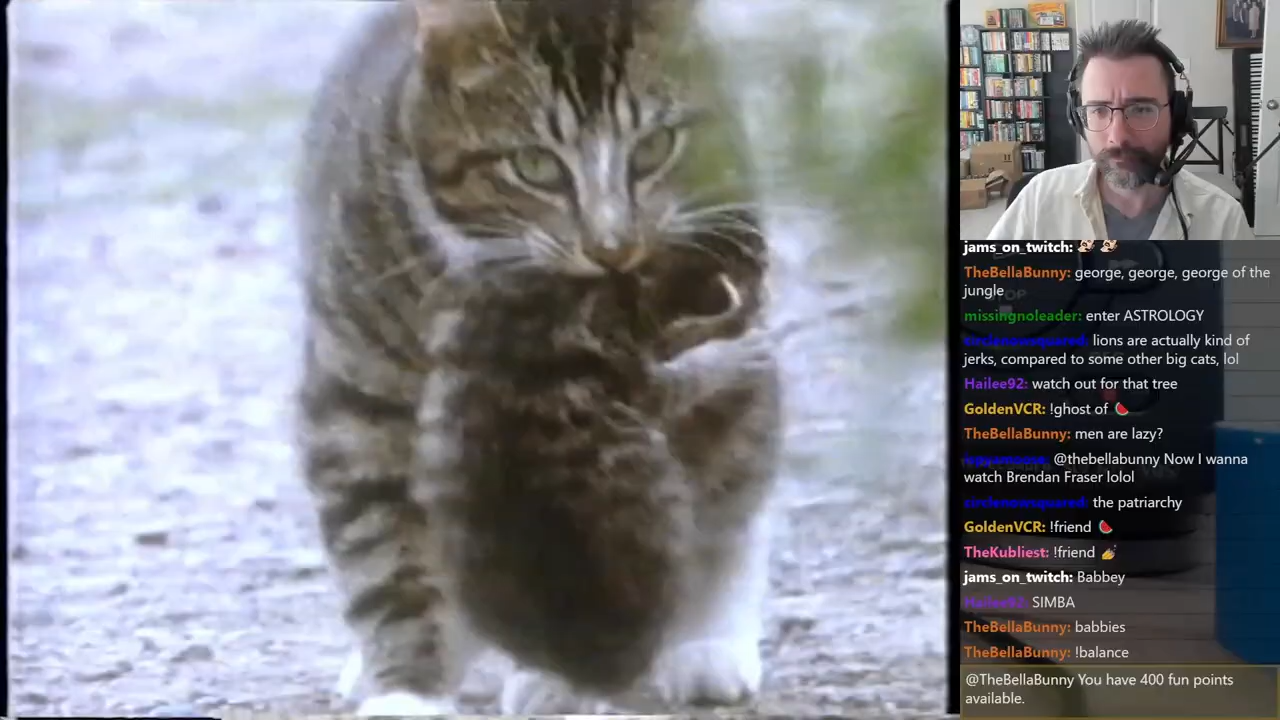 jams_on_twitch:
TheBellaBunny: george, george, george of the
jungle
missingnoleader: enter ASTROLOGY
circlenowsquared: lions are actually kind of
jerks, compared to some other big cats, lol
Hailee92: watch out for that tree
GoldenVCR: !ghost of 🍉
TheBellaBunny: men are lazy?
@thebellabunny Now I wanna
watch Brendan Fraser lolol
circlenowsquared: the patriarchy
GoldenVCR: !friend 🍉
TheKubliest: !friend 💅
jams_on_twitch: Babbey
Hailee92: SIMBA
TheBellaBunny: babbies
TheBellaBunny: !balance
@TheBellaBunny You have 400 fun points
available.